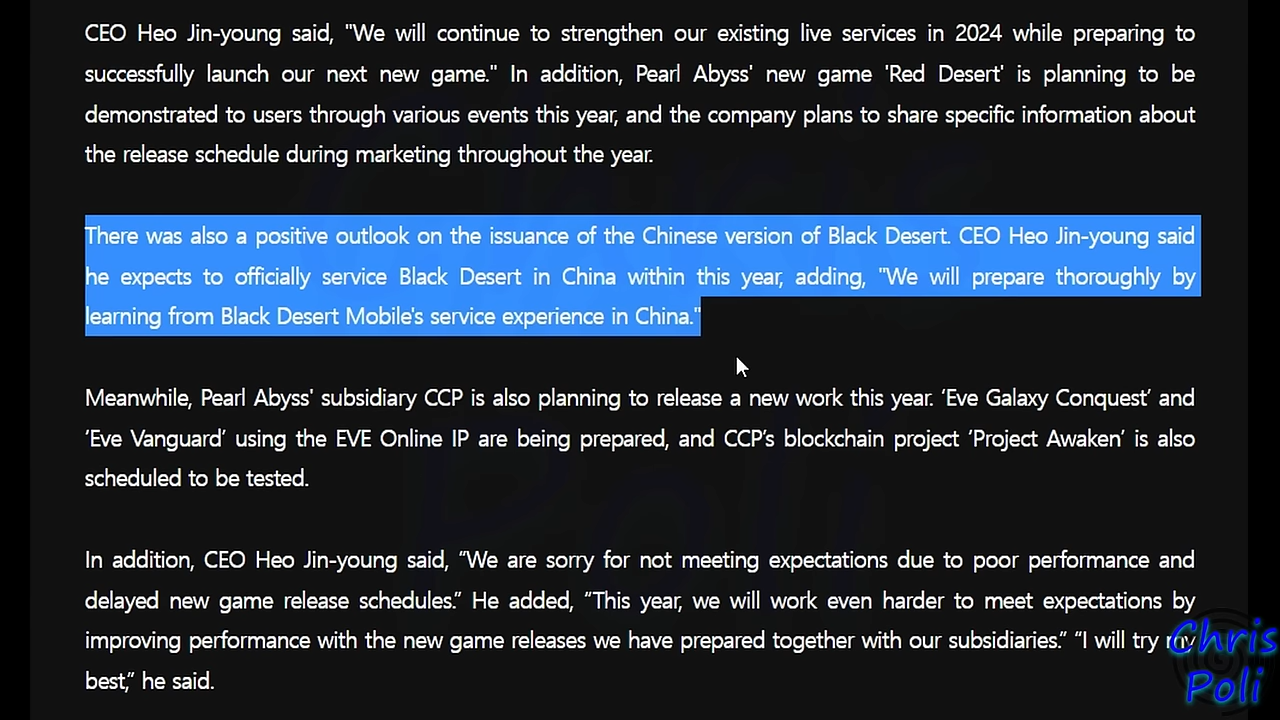 CEO Heo Jin-young said, "We will continue to strengthen our existing live services in 2024 while preparing to
successfully launch our next new game." In addition, Pearl Abyss' new game 'Red Desert' is planning to be
demonstrated to users through various events this year, and the company plans to share specific information about
the release schedule during marketing throughout the year.
There was also a positive outlook on the issuance of the Chinese version of Black Desert. CEO Heo Jin-young said
he expects to officially service Black Desert in China within this year, adding, "We will prepare thoroughly by
learning from Black Desert Mobile's service experience in China."
Meanwhile, Pearl Abyss' subsidiary CCP is also planning to release a new work this year. ‘Eve Galaxy Conquest’ and
‘Eve Vanguard’ using the EVE Online IP are being prepared, and CCP’s blockchain project ‘Project Awaken’ is also
scheduled to be tested.
In addition, CEO Heo Jin-young said, “We are sorry for not meeting expectations due to poor performance and
delayed new game release schedules.” He added, “This year, we will work even harder to meet expectations by
improving performance with the new game releases we have prepared together with our subsidiaries.” “I will try my
best,” he said.
Chris
Poli